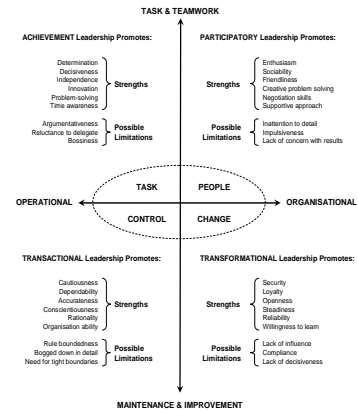 TASK & TEAMWORK
ACHIEVEMENT Leadership Promotes:
Determination
Decisiveness
Independence
Innovation
Problem-solving
Time awareness
Strengths
Argumentativeness
Reluctance to delegate
Bossiness
Possible
Limitations
PARTICIPATORY Leadership Promotes:
Strengths
Enthusiasm
Sociability
Friendliness
Creative problem solving
Negotiation skills
Supportive approach
Possible
Limitations
Inattention to detail
Impulsiveness
Lack of concern with results
TASK
PEOPLE
OPERATIONAL
ORGANISATIONAL
CONTROL
CHANGE
TRANSACTIONAL Leadership Promotes:
Cautiousness
Dependability
Accurateness
Conscientiousness
Rationality
Organisation ability
Strengths
Rule boundedness
Bogged down in detail
Need for tight boundaries
Possible
Limitations
TRANSFORMATIONAL Leadership Promotes:
Strengths
Security
Loyalty
Openness
Steadiness
Reliability
Willingness to learn
Possible
Limitations
Lack of influence
Compliance
Lack of decisiveness
MAINTENANCE & IMPROVEMENT